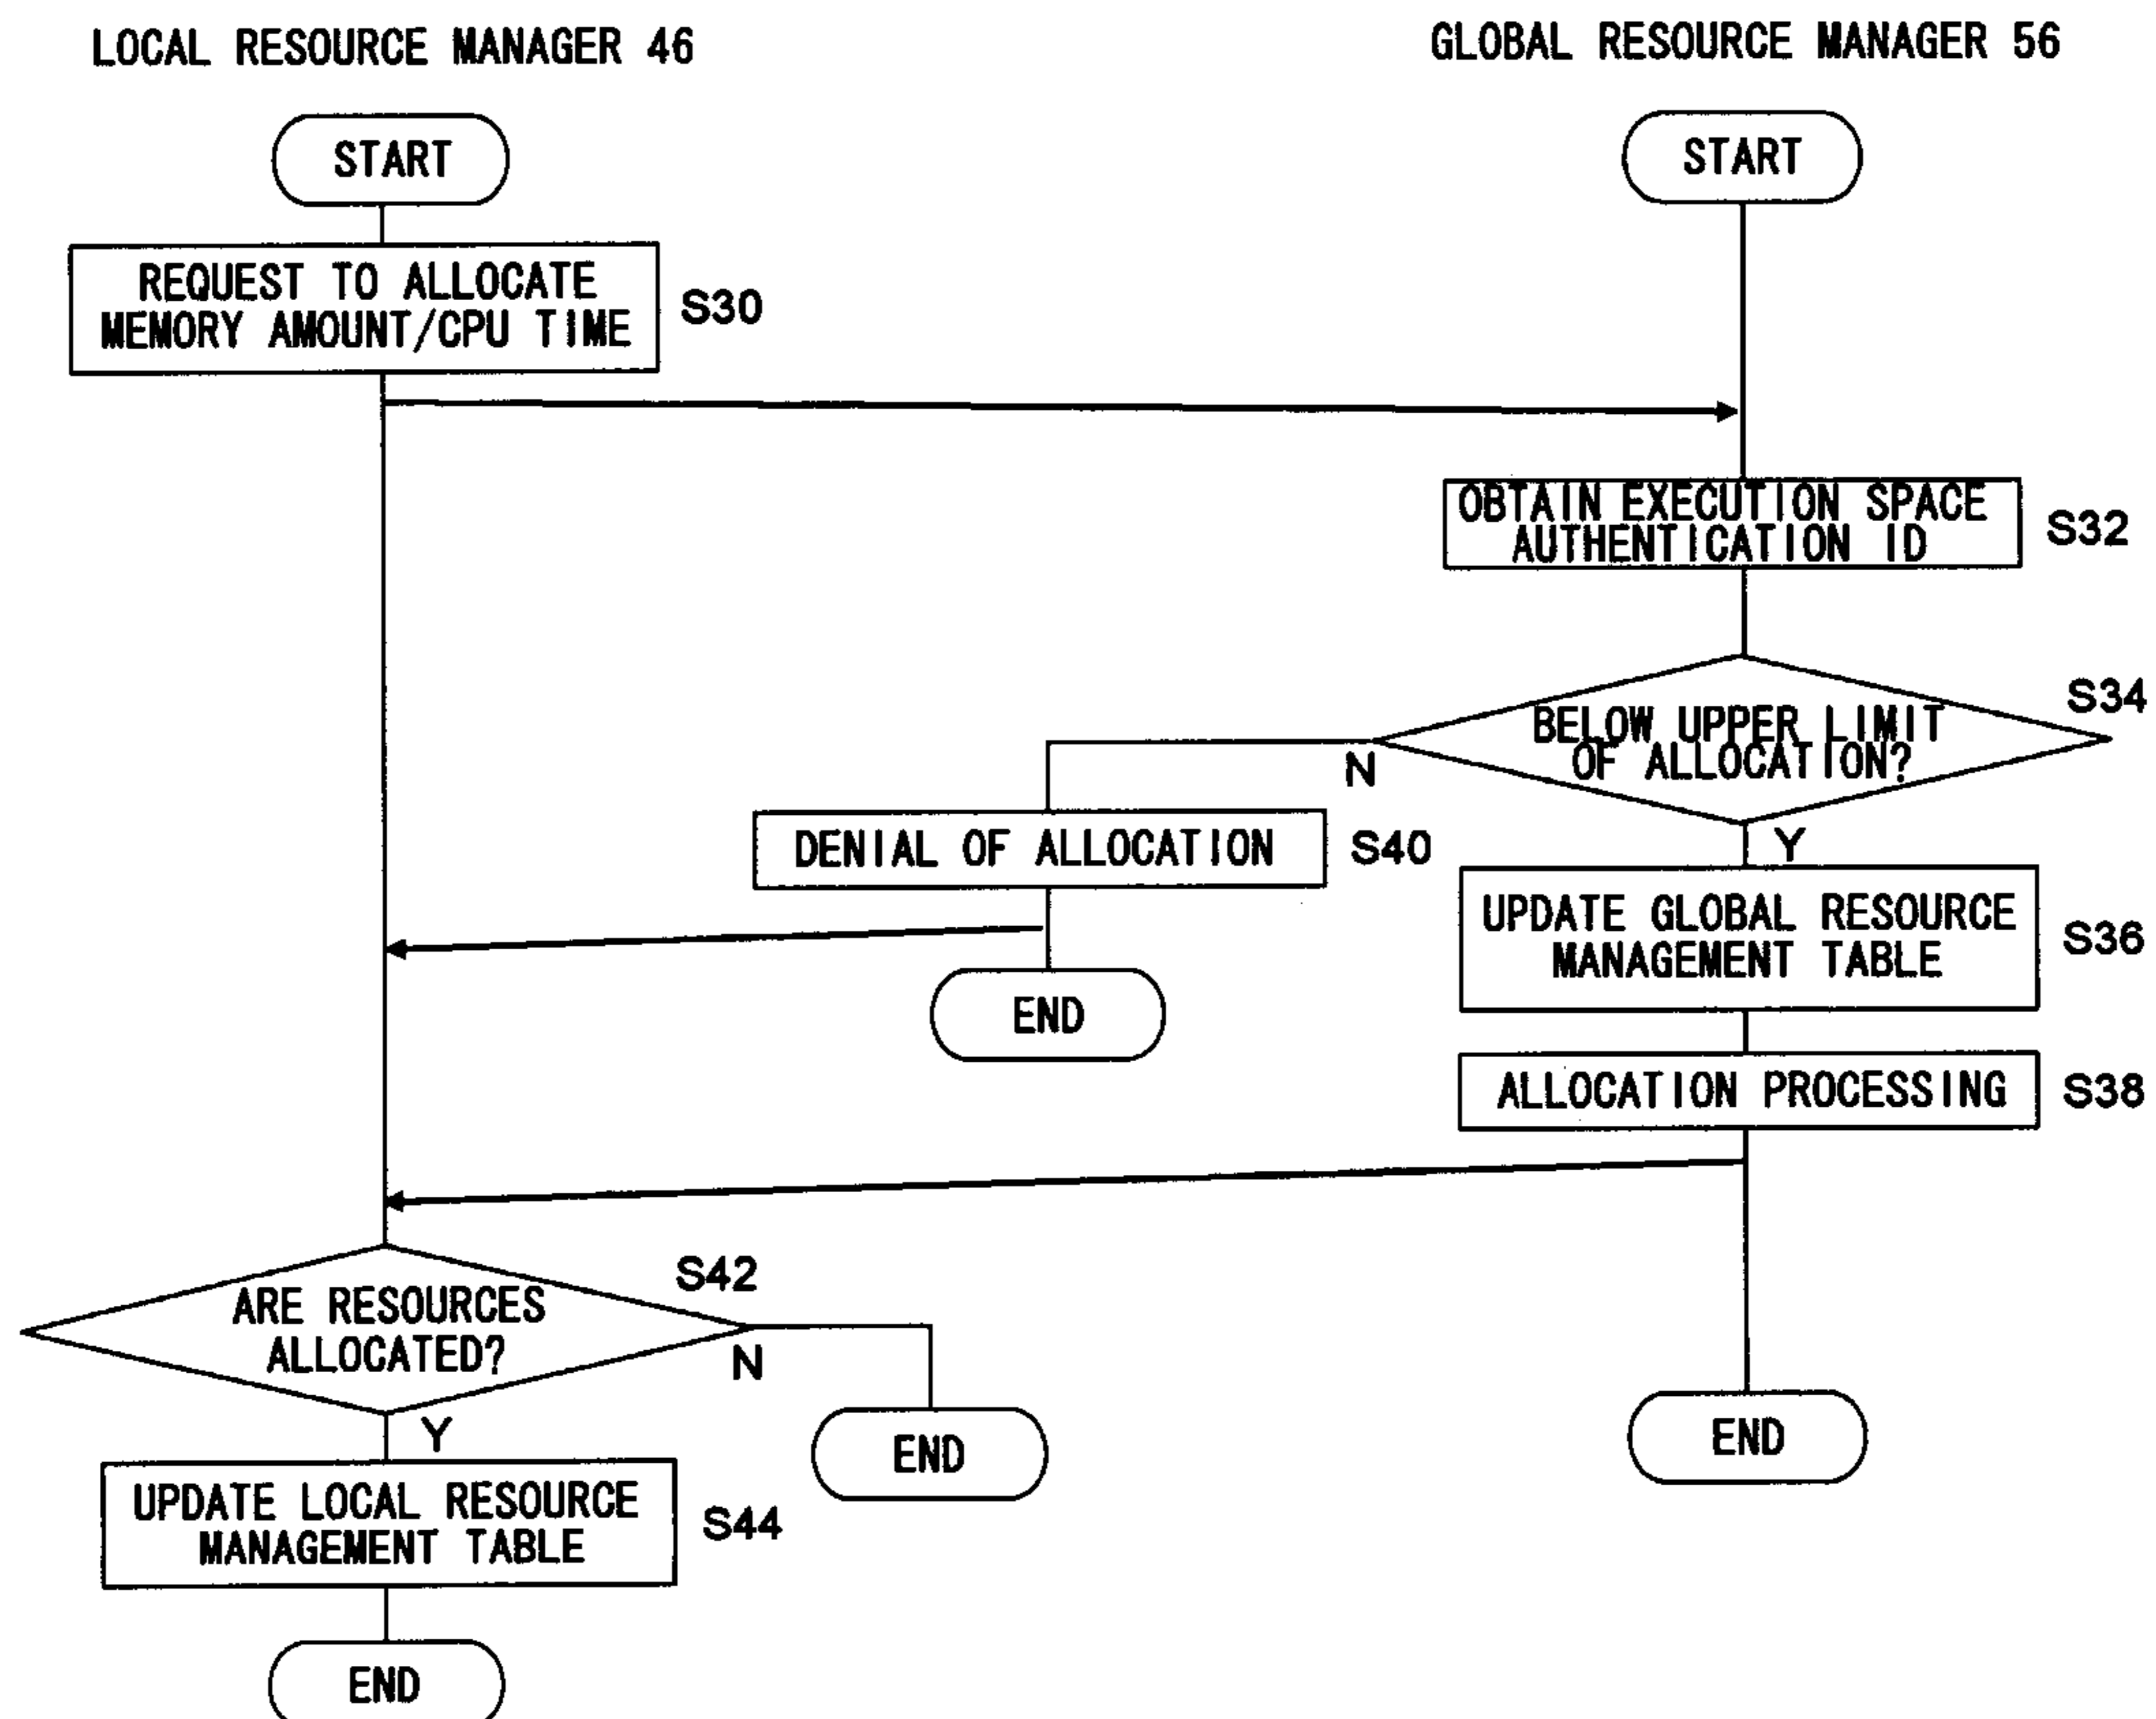 LOCAL RESOURCE MANAGER 46
GLOBAL RESOURCE MANAGER 56
START
START
REQUEST TO ALLOCATE
MEMORY AMOUNT/CPU TIME
S30
OBTAIN EXECUTION SPACE
AUTHENTICATION ID
S32
S34
BELOW UPPER LIMIT
OF ALLOCATION?
N
Y
DENIAL OF ALLOCATION
S40
UPDATE GLOBAL RESOURCE
MANAGEMENT TABLE
S36
END
ALLOCATION PROCESSING
S38
S42
ARE RESOURCES
ALLOCATED?
N
Y
END
END
UPDATE LOCAL RESOURCE
MANAGEMENT TABLE
S44
END